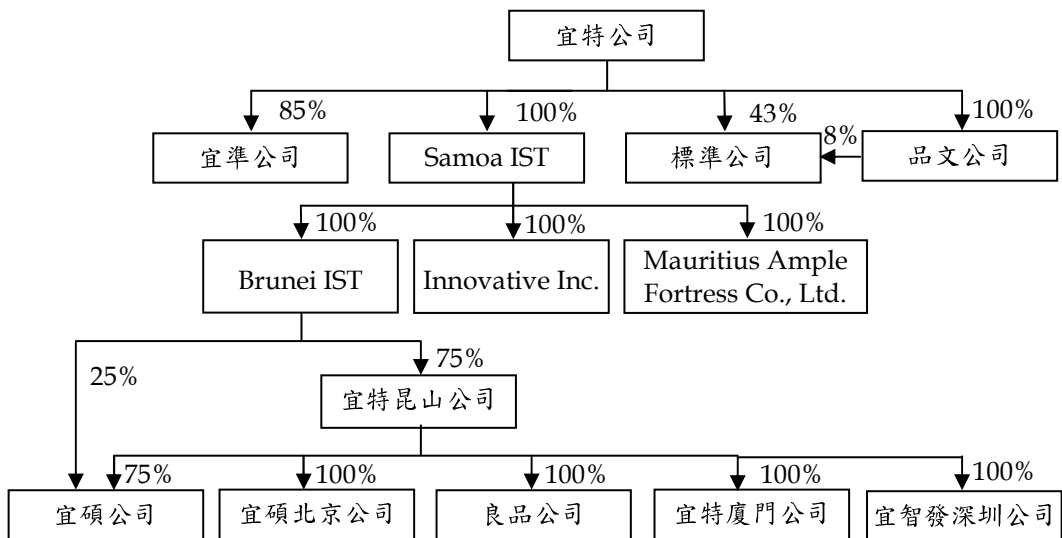 宜特公司
85%
100%
43%
100%
宜準公司
Samoa IST
標準公司
8%
品文公司
100%
100%
100%
Brunei IST
Innovative Inc.
Mauritius Ample
Fortress Co., Ltd.
25%
75%
宜特昆山公司
75%
100%
100%
100%
100%
宜碩公司
宜碩北京公司
良品公司
宜特廈門公司
宜智發深圳公司